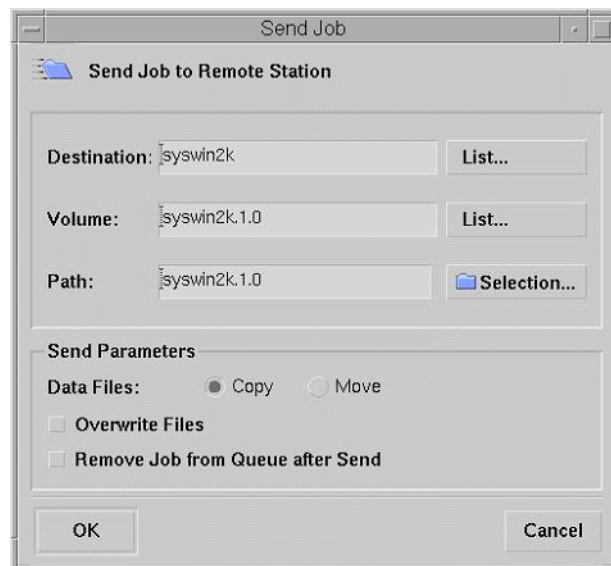 Send Job
Send Job to Remote Station
Destination: syswin2k List...
Volume: syswin2k.1.0 List...
Path: syswin2k.1.0 Selection...
Send Parameters
Data Files: Copy Move
Overwrite Files
Remove Job from Queue after Send
OK Cancel